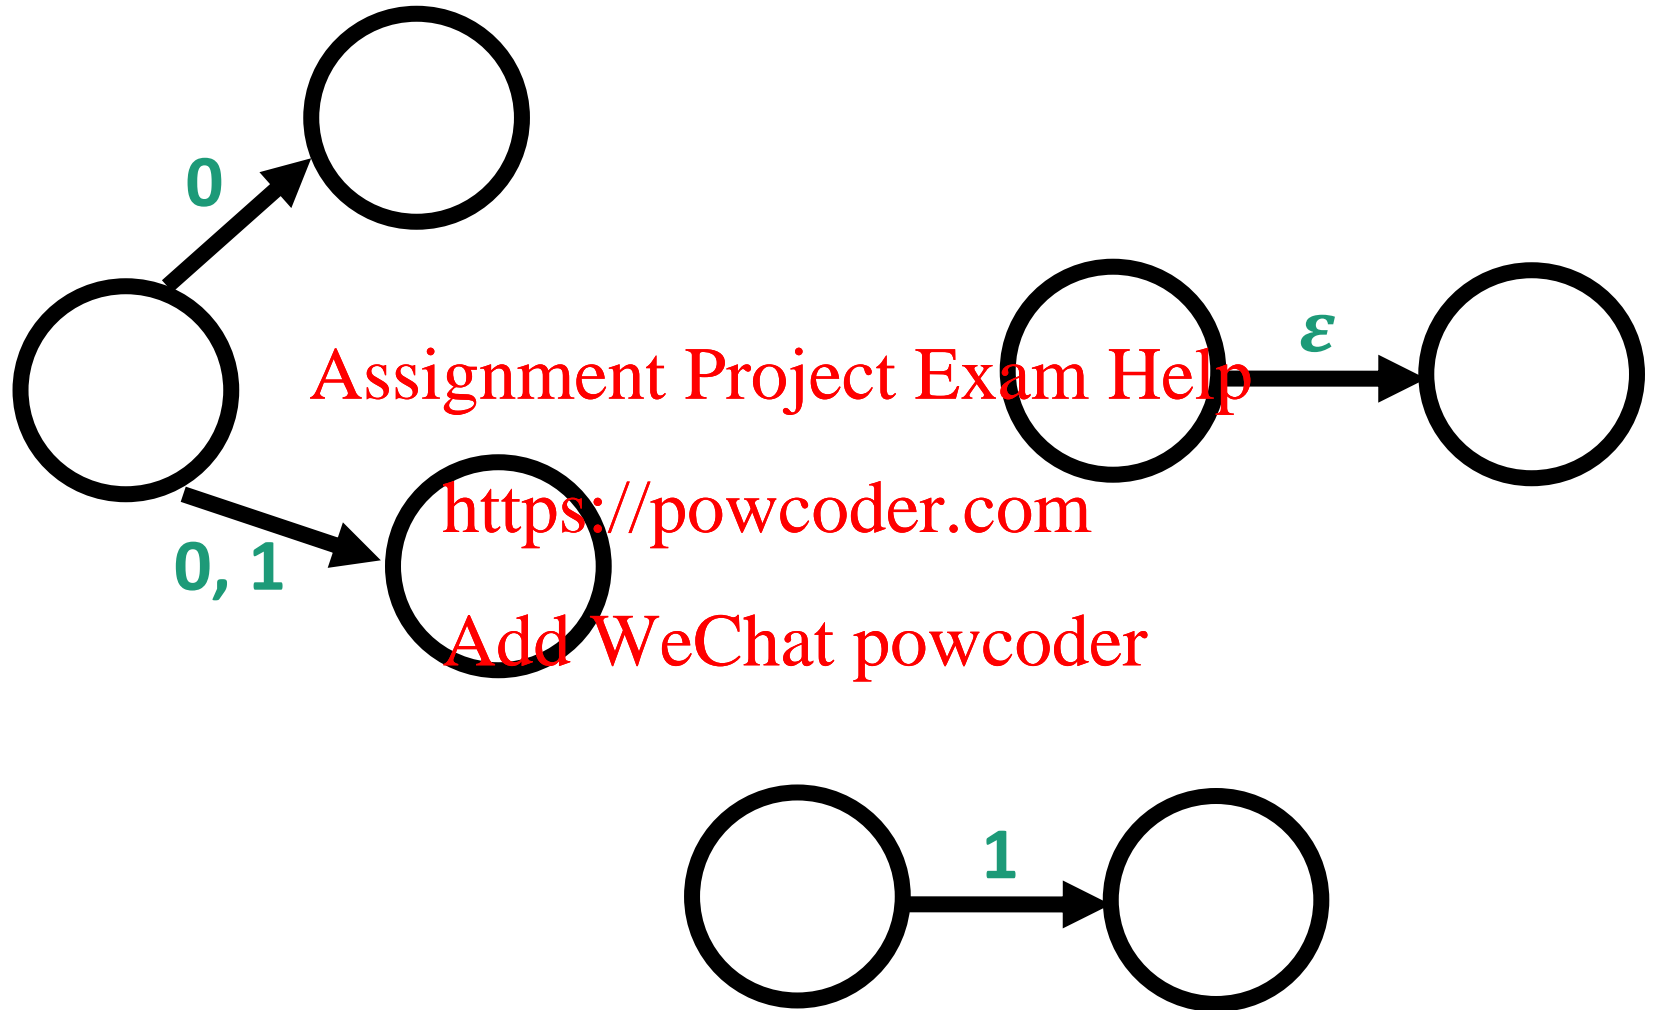 0
ε
Assignment Project Exam Help
https://powcoder.com
0, 1
Add WeChat powcoder
1